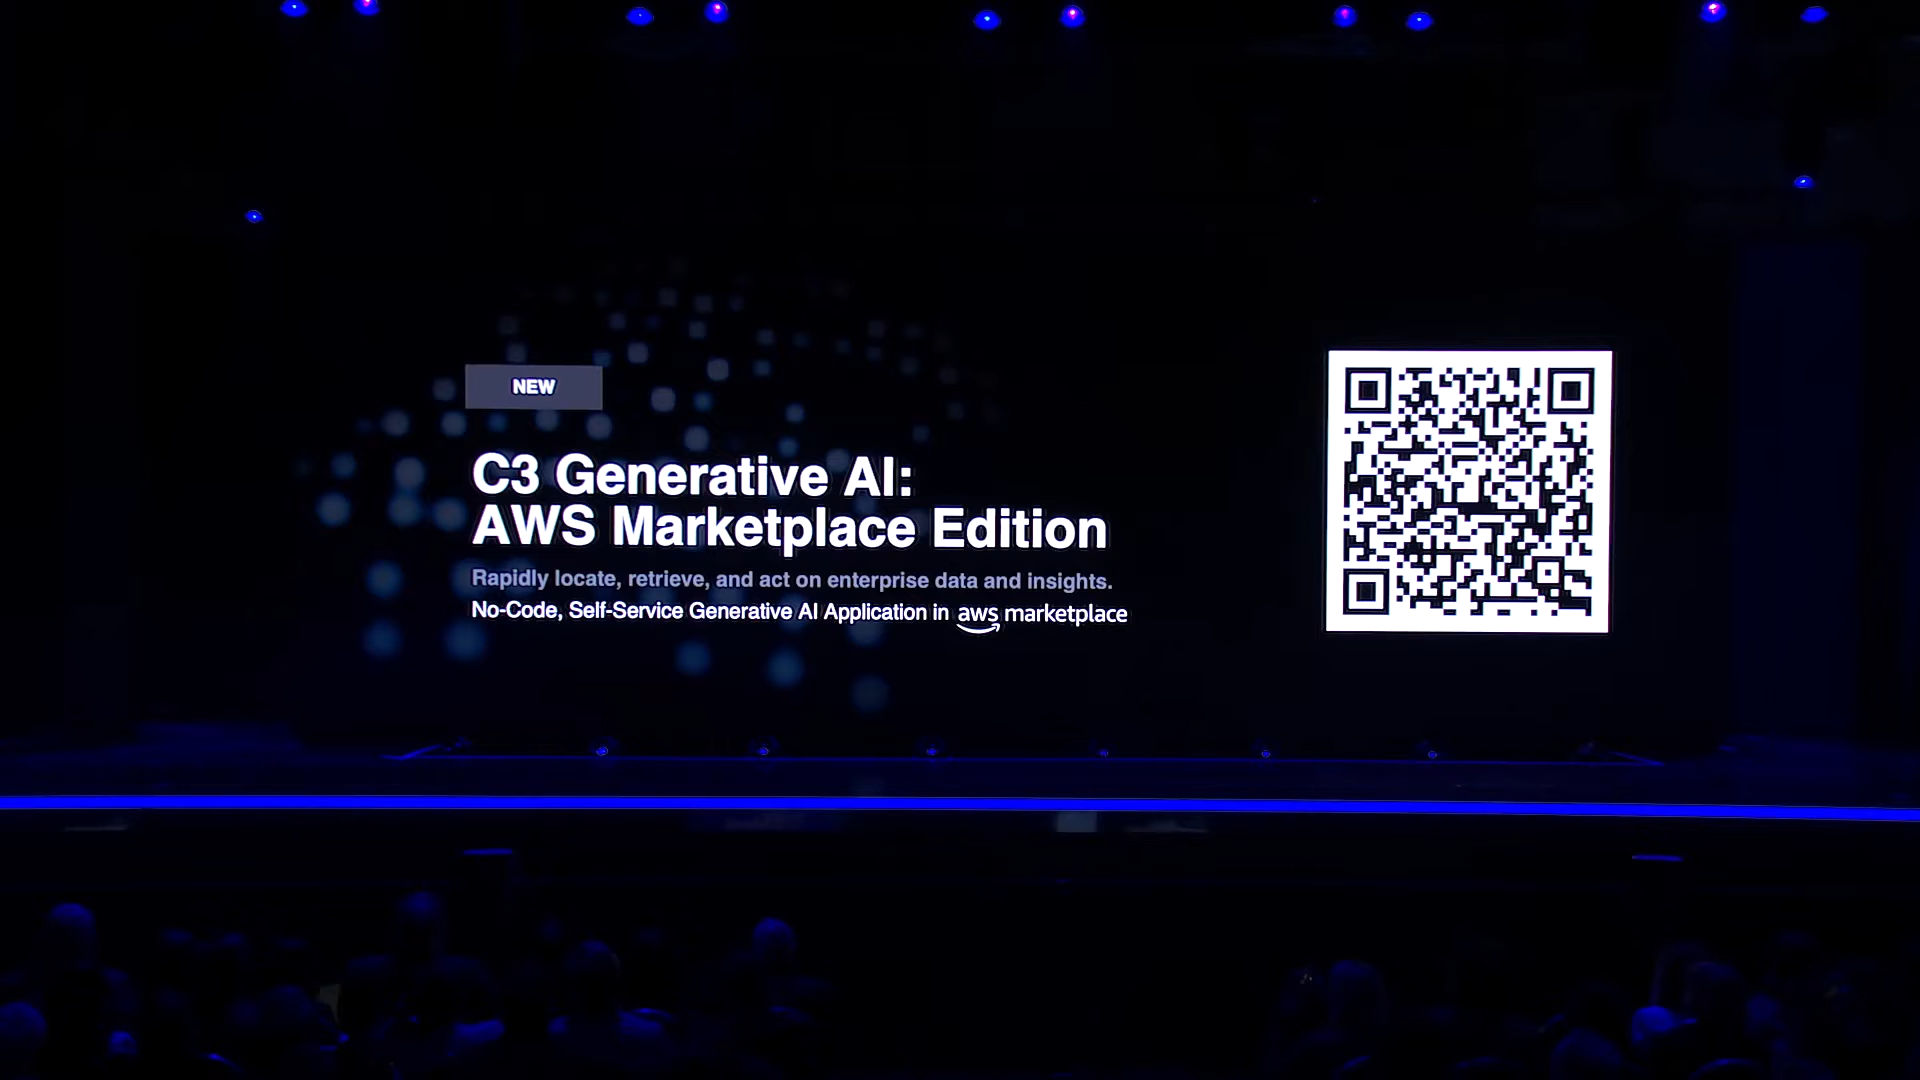 NEW
C3 Generative AI:
AWS Marketplace Edition
Rapidly locate, retrieve, and act on enterprise data and insights.
No-Code, Self-Service Generative AI Application in aws marketplace